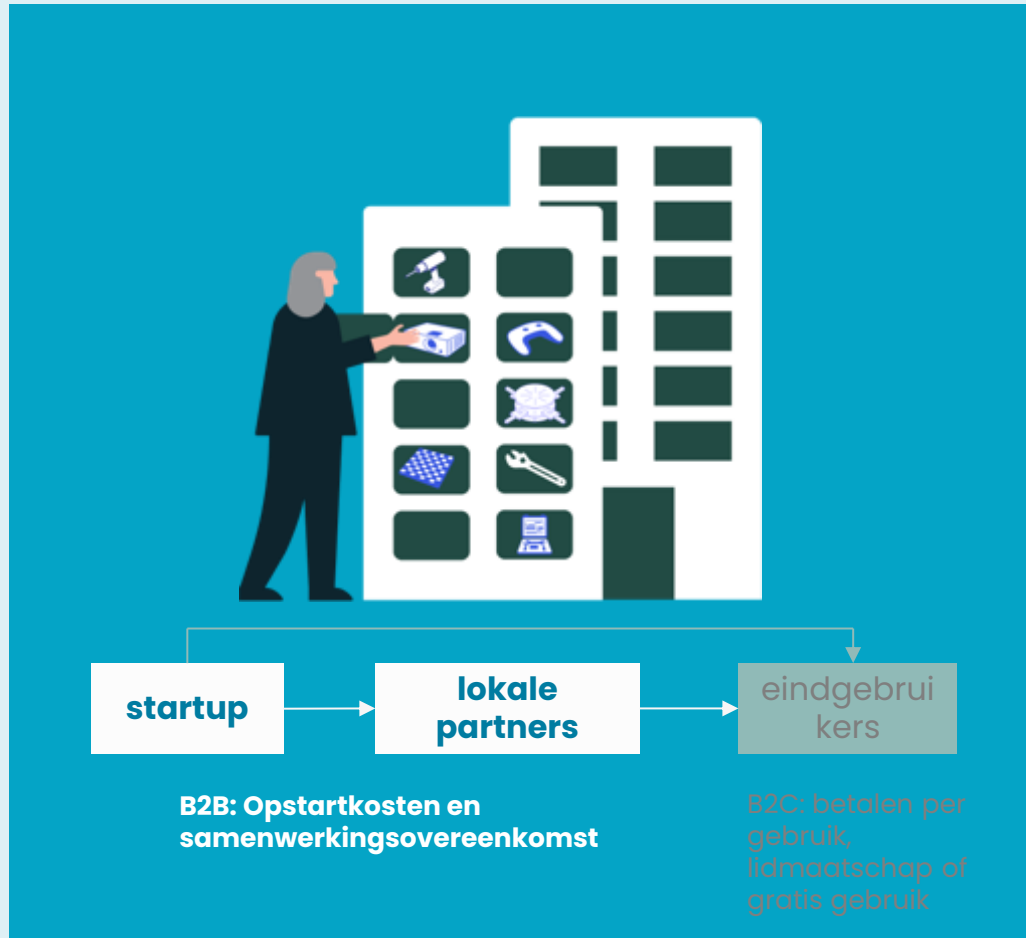 startup
lokale
partners
eindgebrui
kers
B2B: Opstartkosten en
samenwerkingsovereenkomst
B2C: betalen per
gebruik,
lidmaatschap of
gratis gebruik